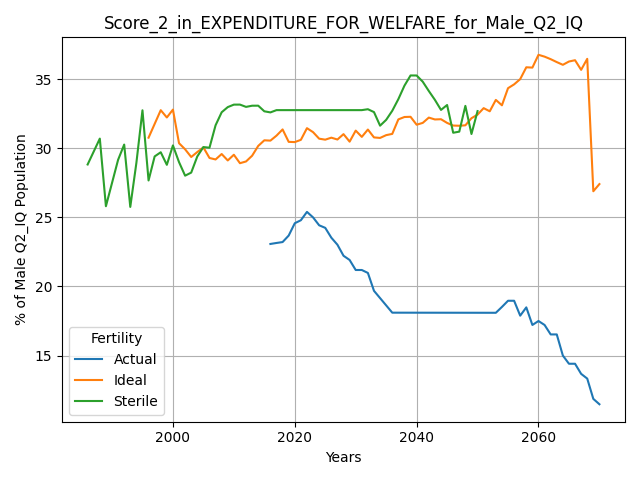 Score_2_in_EXPENDITURE_FOR_WELFARE_for_Male_Q2_IQ
% of Male Q2_IQ Population
35
30
25
20
15
Fertility
Actual
Ideal
Sterile
2000 2020 2040 2060
Years